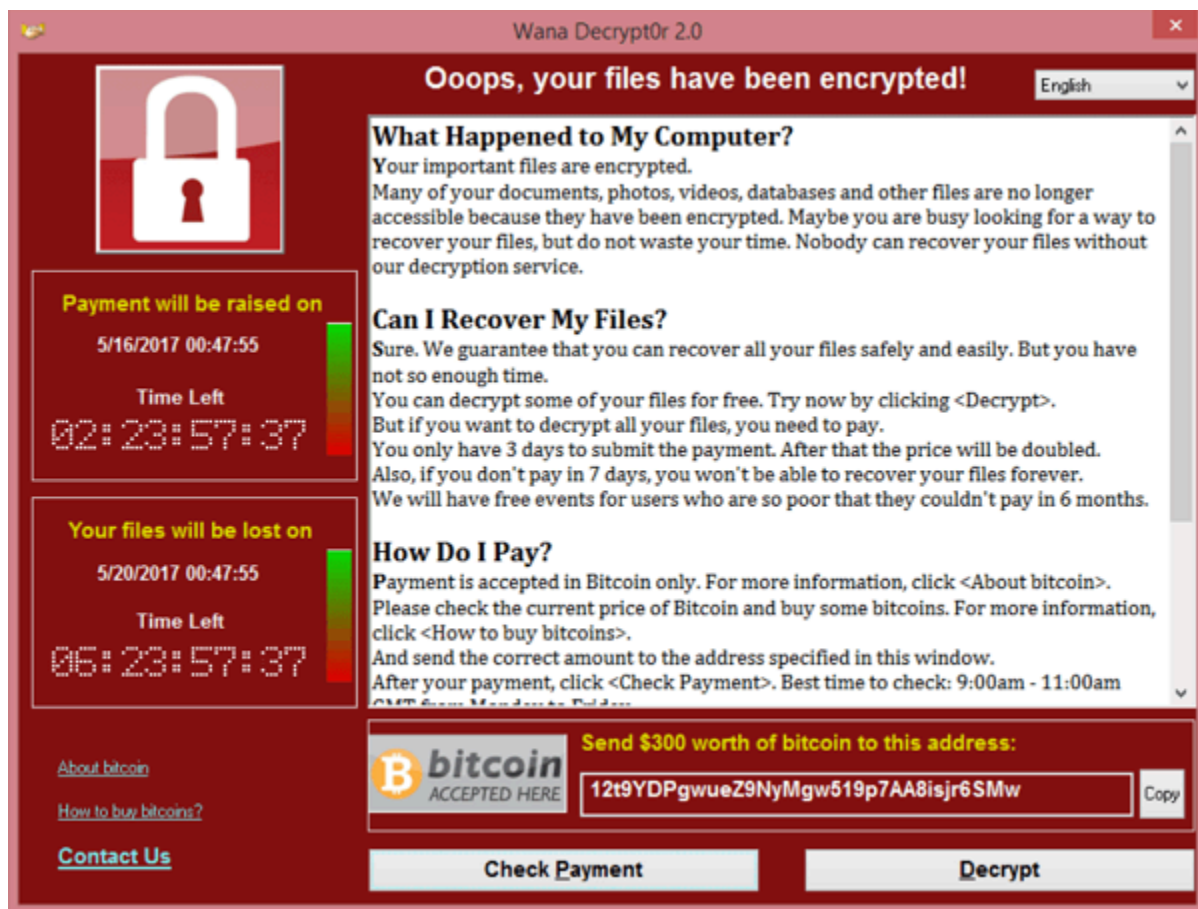 Wana Decrypt0r 2.0
Ooops, your files have been encrypted!
English
What Happened to My Computer?
Your important files are encrypted.
Many of your documents, photos, videos, databases and other files are no longer
accessible because they have been encrypted. Maybe you are busy looking for a way to
recover your files, but do not waste your time. Nobody can recover your files without
our decryption service.
Can I Recover My Files?
Sure. We guarantee that you can recover all your files safely and easily. But you have
not so enough time.
You can decrypt some of your files for free. Try now by clicking <Decrypt>.
But if you want to decrypt all your files, you need to pay.
You only have 3 days to submit the payment. After that the price will be doubled.
Also, if you don't pay in 7 days, you won't be able to recover your files forever.
We will have free events for users who are so poor that they couldn't pay in 6 months.
How Do I Pay?
Payment is accepted in Bitcoin only. For more information, click <About bitcoin>.
Please check the current price of Bitcoin and buy some bitcoins. For more information,
click <How to buy bitcoins>.
And send the correct amount to the address specified in this window.
After your payment, click <Check Payment>. Best time to check: 9:00am - 11:00am
GMT from Monday to Friday.
Payment will be raised on
5/16/2017 00:47:55
Time Left
02:23:57:37
Your files will be lost on
5/20/2017 00:47:55
Time Left
06:23:57:37
About bitcoin
How to buy bitcoins?
Contact Us
bitcoin
ACCEPTED HERE
Send $300 worth of bitcoin to this address:
12t9YDPgwueZ9NyMgw519p7AA8isjr6SMw
Copy
Check Payment
Decrypt